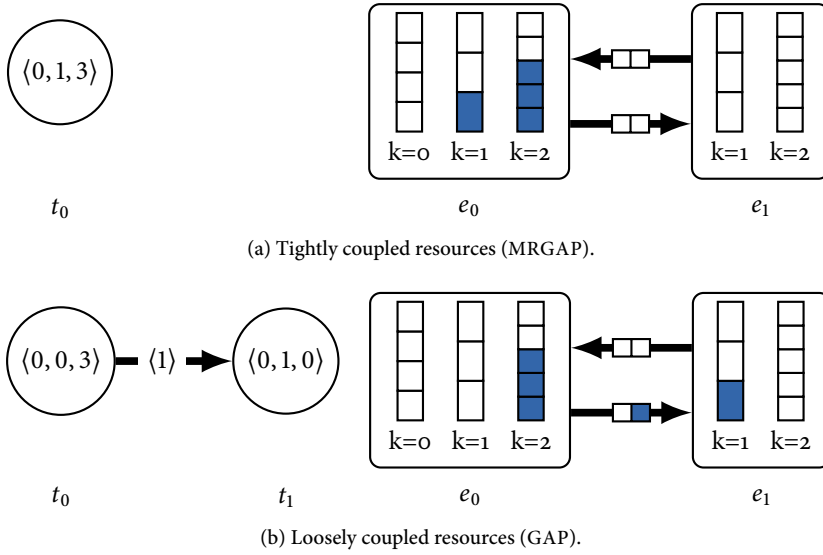 ⟨0, 1, 3⟩
k=0 k=1 k=2 k=1 k=2
t₀ e₀ e₁
(a) Tightly coupled resources (MRGAP).
⟨0, 0, 3⟩ ⟨1⟩ ⟨0, 1, 0⟩
k=0 k=1 k=2 k=1 k=2
t₀ t₁ e₀ e₁
(b) Loosely coupled resources (GAP).